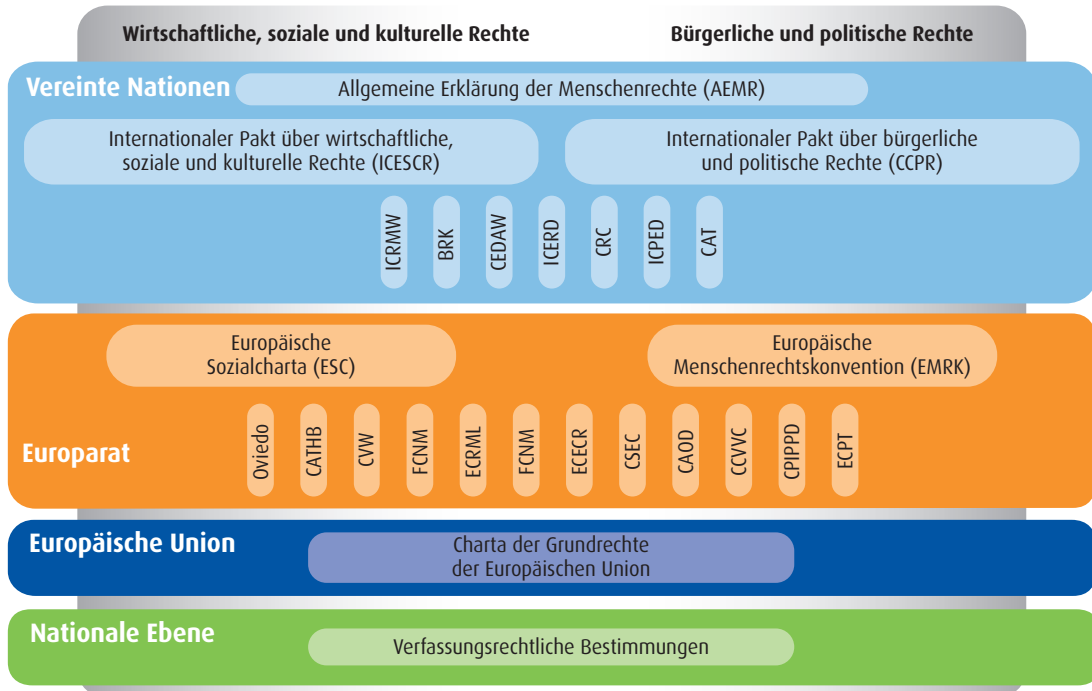 Wirtschaftliche, soziale und kulturelle Rechte
Bürgerliche und politische Rechte
Vereinte Nationen
Allgemeine Erklärung der Menschenrechte (AEMR)
Internationaler Pakt über wirtschaftliche,
soziale und kulturelle Rechte (ICESCR)
Internationaler Pakt über bürgerliche
und politische Rechte (CCPR)
ICRMW
BRK
CEDAW
ICERD
CRC
ICPED
CAT
Europäische
Sozialcharta (ESC)
Europäische
Menschenrechtskonvention (EMRK)
Europarat
Oviedo
CATHB
CVW
FCNM
ECRML
FCNM
ECECR
CSEC
CAOD
CCVVC
CPIPPD
ECPT
Europäische Union
Charta der Grundrechte
der Europäischen Union
Nationale Ebene
Verfassungsrechtliche Bestimmungen